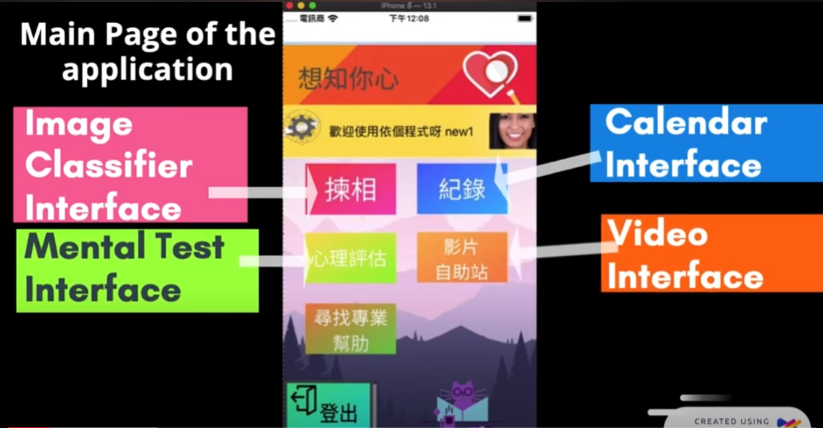 Main Page of the
application
Image
Classifier
Interface
Mental Test
Interface
iPhone 8 — 13.1
電訊商
下午12:08
想知你心
歡迎使用依個程式呀 new1
揀相
紀錄
心理評估
影片
自助站
尋找專業
幫助
登出
Calendar
Interface
Video
Interface
CREATED USING